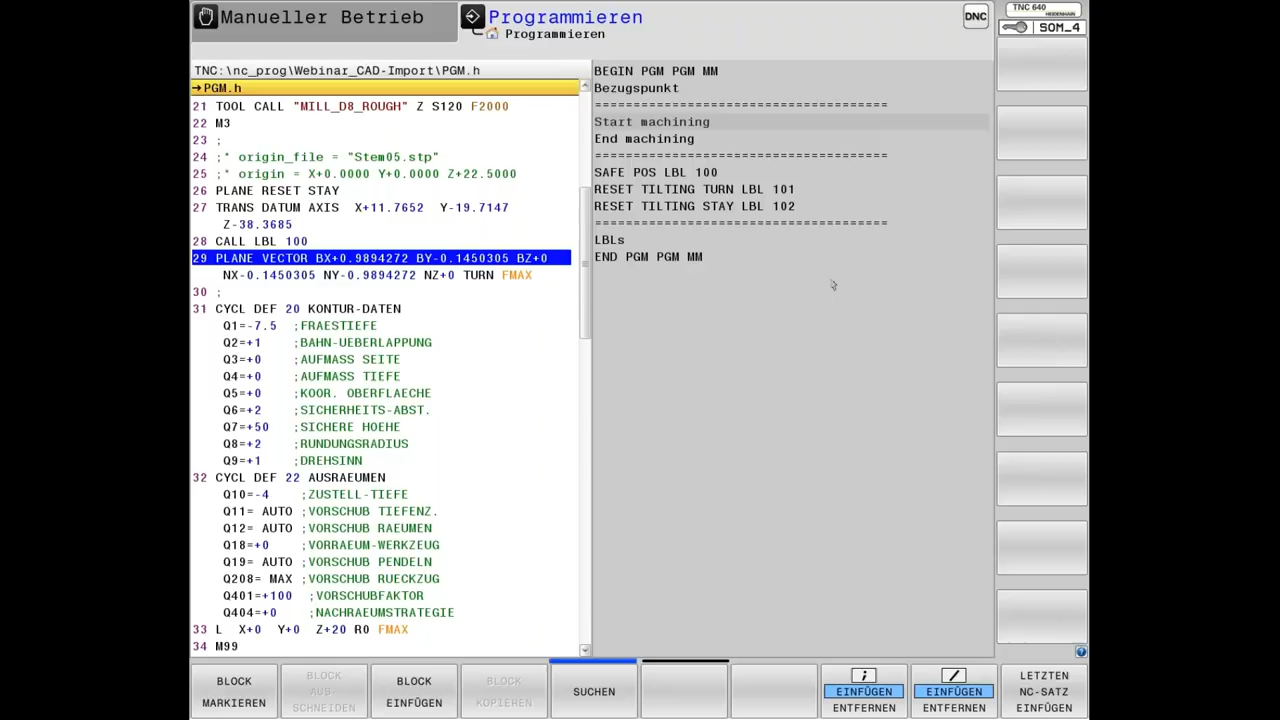 Manueller Betrieb
Programmieren
Programmieren
DNC
TNC 640
HEIDENHAIN
SOM_4
TNC:\nc_prog\Webinar_CAD-Import\PGM.h
→PGM.h
21 TOOL CALL "MILL_D8_ROUGH" Z S120 F2000
22 M3
23 ;
24 ;* origin_file = "Stem05.stp"
25 ;* origin = X+0.0000 Y+0.0000 Z+22.5000
26 PLANE RESET STAY
27 TRANS DATUM AXIS X+11.7652 Y-19.7147
Z-38.3685
28 CALL LBL 100
29 PLANE VECTOR BX+0.9894272 BY-0.1450305 BZ+0
NX-0.1450305 NY-0.9894272 NZ+0 TURN FMAX
30 ;
31 CYCL DEF 20 KONTUR-DATEN
Q1=-7.5 ;FRAESTIEFE
Q2=+1 ;BAHN-UEBERLAPPUNG
Q3=+0 ;AUFMASS SEITE
Q4=+0 ;AUFMASS TIEFE
Q5=+0 ;KOOR. OBERFLAECHE
Q6=+2 ;SICHERHEITS-ABST.
Q7=+50 ;SICHERE HOEHE
Q8=+2 ;RUNDUNGSRADIUS
Q9=+1 ;DREHSINN
32 CYCL DEF 22 AUSRAEUMEN
Q10=-4 ;ZUSTELL-TIEFE
Q11= AUTO ;VORSCHUB TIEFENZ.
Q12= AUTO ;VORSCHUB RAEUMEN
Q18=+0 ;VORRAEUM-WERKZEUG
Q19= AUTO ;VORSCHUB PENDELN
Q208= MAX ;VORSCHUB RUECKZUG
Q401=+100 ;VORSCHUBFAKTOR
Q404=+0 ;NACHRAEUMSTRATEGIE
33 L X+0 Y+0 Z+20 R0 FMAX
34 M99
BEGIN PGM PGM MM
Bezugspunkt
======================================
Start machining
End machining
======================================
SAFE POS LBL 100
RESET TILTING TURN LBL 101
RESET TILTING STAY LBL 102
======================================
LBLs
END PGM PGM MM
BLOCK
MARKIEREN
BLOCK
AUS-
SCHNEIDEN
BLOCK
EINFÜGEN
BLOCK
KOPIEREN
SUCHEN
i
EINFÜGEN
ENTFERNEN
/
EINFÜGEN
ENTFERNEN
LETZTEN
NC-SATZ
EINFÜGEN
?